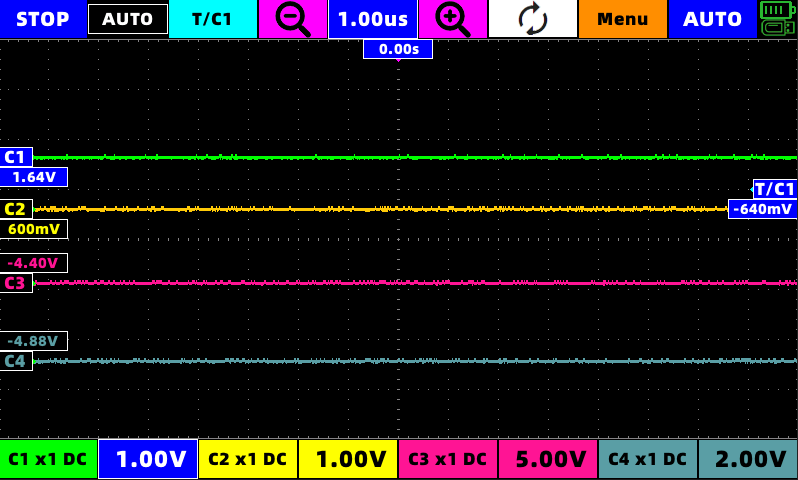 STOP AUTO T/C1 1.00us Menu AUTO
0.00s
C1
1.64V
T/C1
C2
-640mV
600mV
-4.40V
C3
-4.88V
C4
C1 x1 DC 1.00V C2 x1 DC 1.00V C3 x1 DC 5.00V C4 x1 DC 2.00V